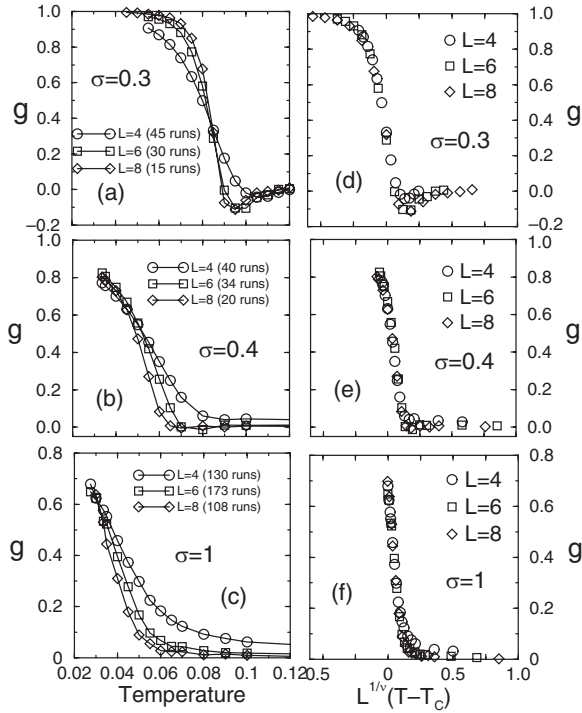 1.0
0.8
0.6
0.4
0.2
0.0
−0.2
g
σ=0.3
L=4 (45 runs)
L=6 (30 runs)
L=8 (15 runs)
(a)
L=4
L=6
L=8
σ=0.3
(d)
1.0
0.8
0.6
0.4
0.2
0.0
−0.2
g
0.4
0.8
0.6
0.4
0.2
0.0
g
L=4 (40 runs)
L=6 (34 runs)
L=8 (20 runs)
σ=0.4
(b)
L=4
L=6
L=8
σ=0.4
(e)
0.4
0.8
0.6
0.4
0.2
0.0
g
0.8
0.6
0.4
0.2
0.0
g
L=4 (130 runs)
L=6 (173 runs)
L=8 (108 runs)
σ=1
(c)
0.02 0.04 0.06 0.08 0.10 0.12
Temperature
L=4
L=6
L=8
σ=1
(f)
1
0.8
0.6
0.4
0.2
0.0
g
−0.5 0 0.5 1.0
L^{1/ν}(T−T_C)